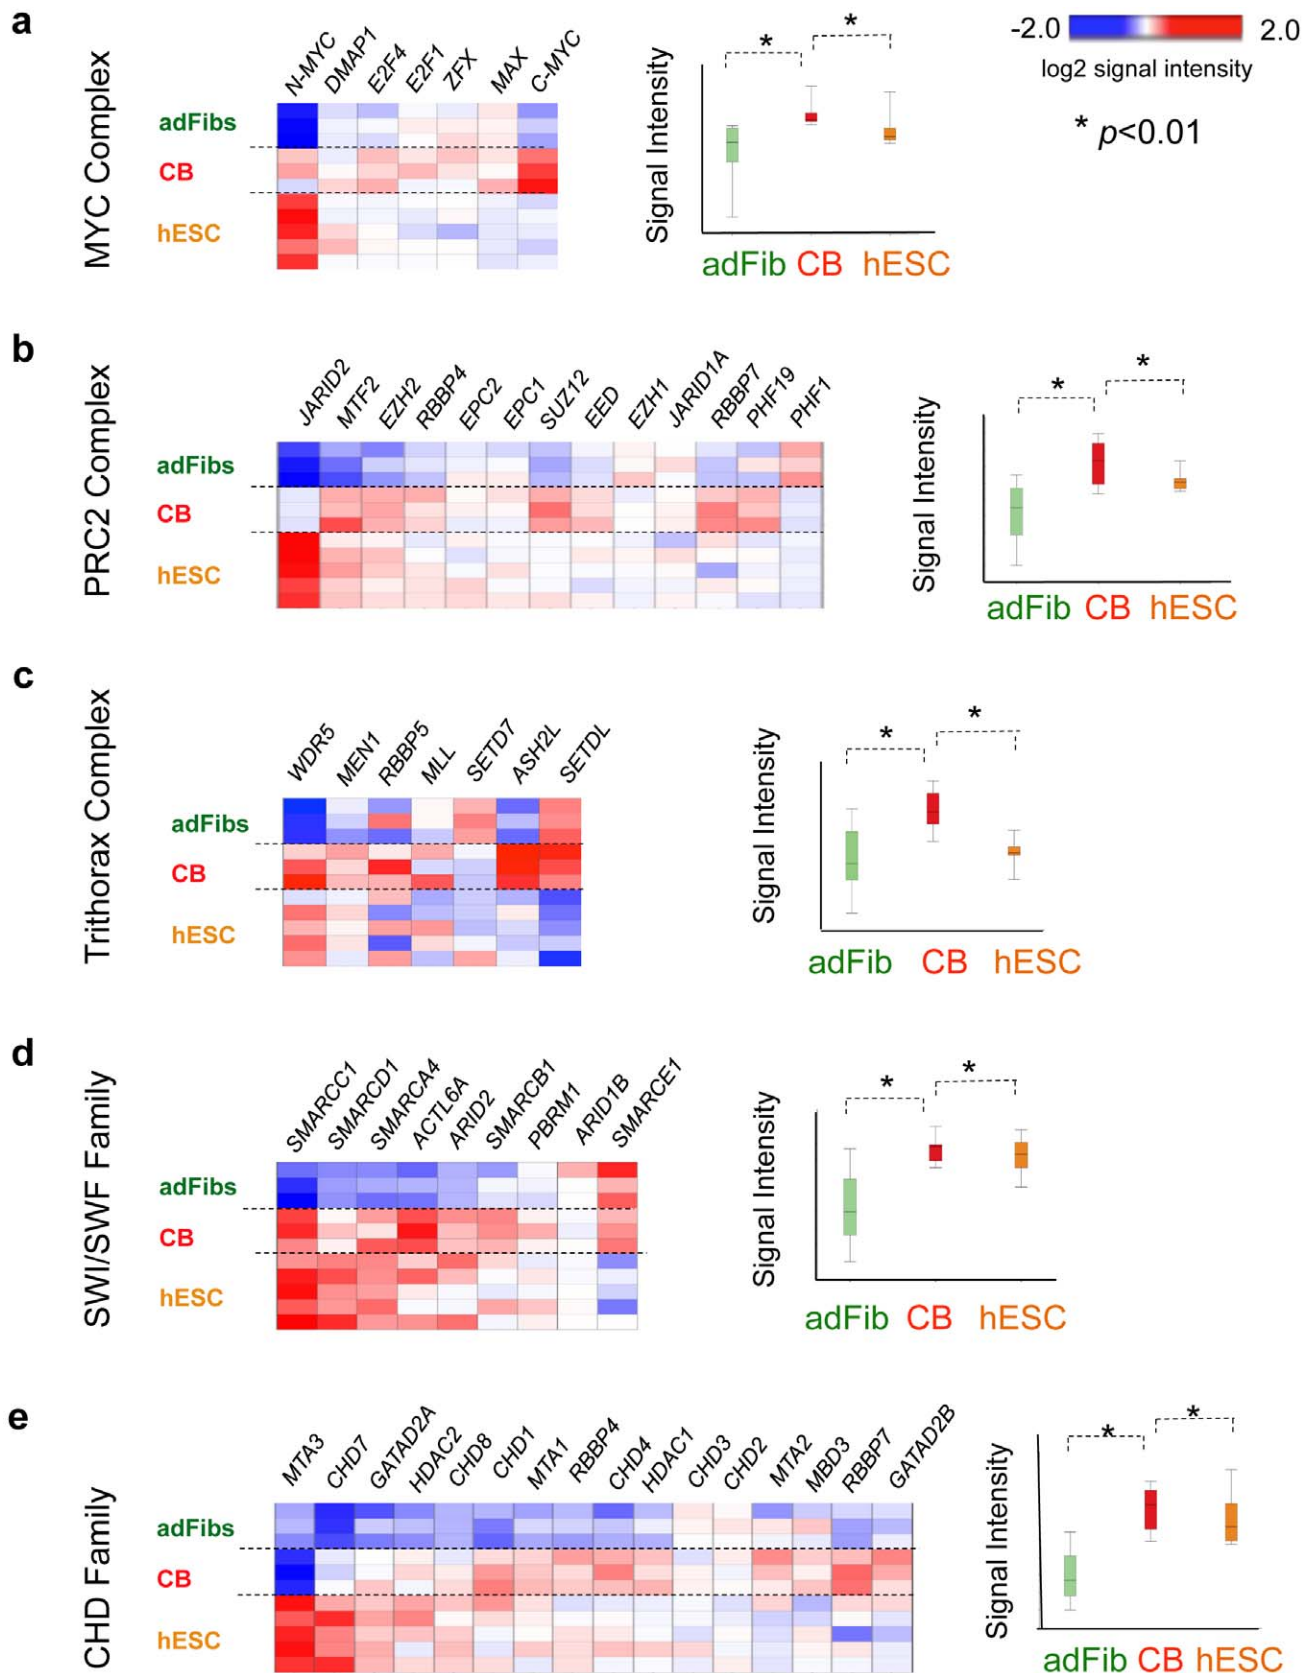 a
MYC Complex
N-MYC DMAP1 E2F4 E2F1 ZFX MAX C-MYC
adFibs
CB
hESC
* *
Signal Intensity
adFib CB hESC
-2.0 2.0
log2 signal intensity
* p<0.01
b
PRC2 Complex
JARID2 MTF2 EZH2 RBBP4 EPC2 EPC1 SUZ12 EED EZH1 JARID1A RBBP7 PHF19 PHF1
adFibs
CB
hESC
* *
Signal Intensity
adFib CB hESC
c
Trithorax Complex
WDR5 MEN1 RBBP5 MLL SETD7 ASH2L SETDL
adFibs
CB
hESC
* *
Signal Intensity
adFib CB hESC
d
SWI/SWF Family
SMARCC1 SMARCD1 SMARCA4 ACTL6A ARID2 SMARCB1 PBRM1 ARID1B SMARCE1
adFibs
CB
hESC
* *
Signal Intensity
adFib CB hESC
e
CHD Family
MTA3 CHD7 GATAD2A HDAC2 CHD8 CHD1 MTA1 RBBP4 CHD4 HDAC1 CHD3 CHD2 MTA2 MBD3 RBBP7 GATAD2B
adFibs
CB
hESC
* *
Signal Intensity
adFib CB hESC